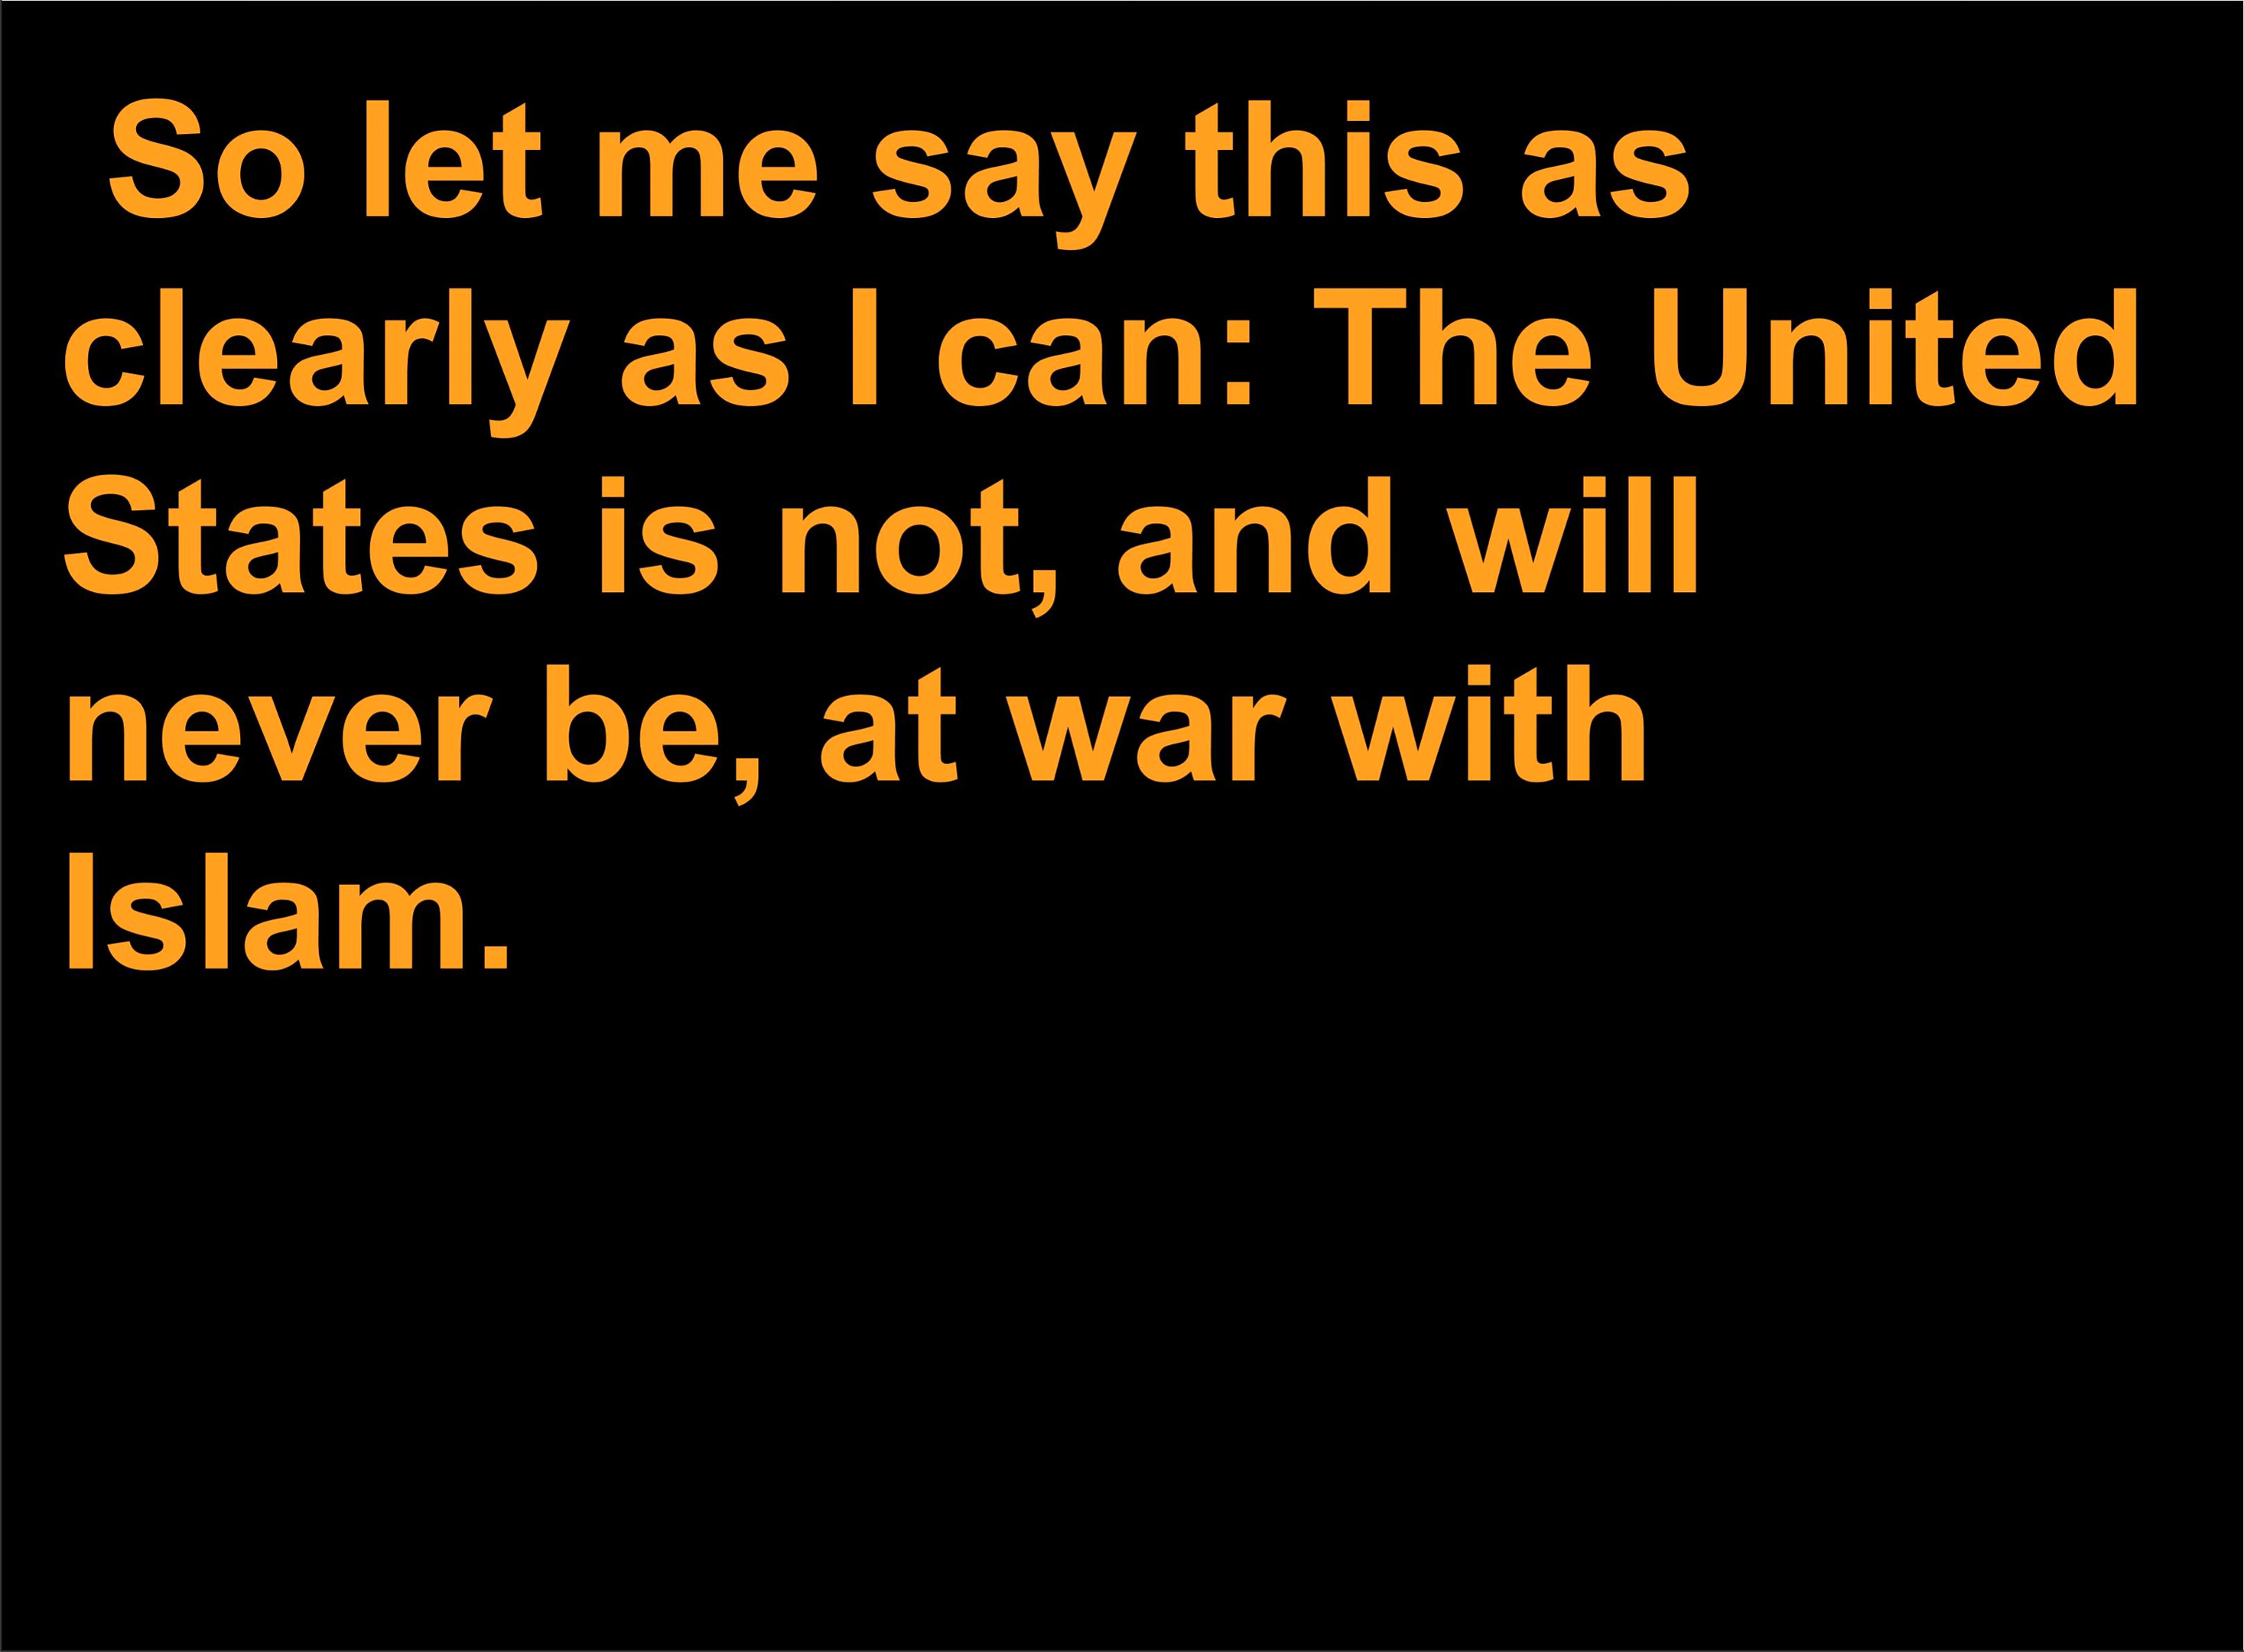 So let me say this as
clearly as I can: The United
States is not, and will
never be, at war with
Islam.